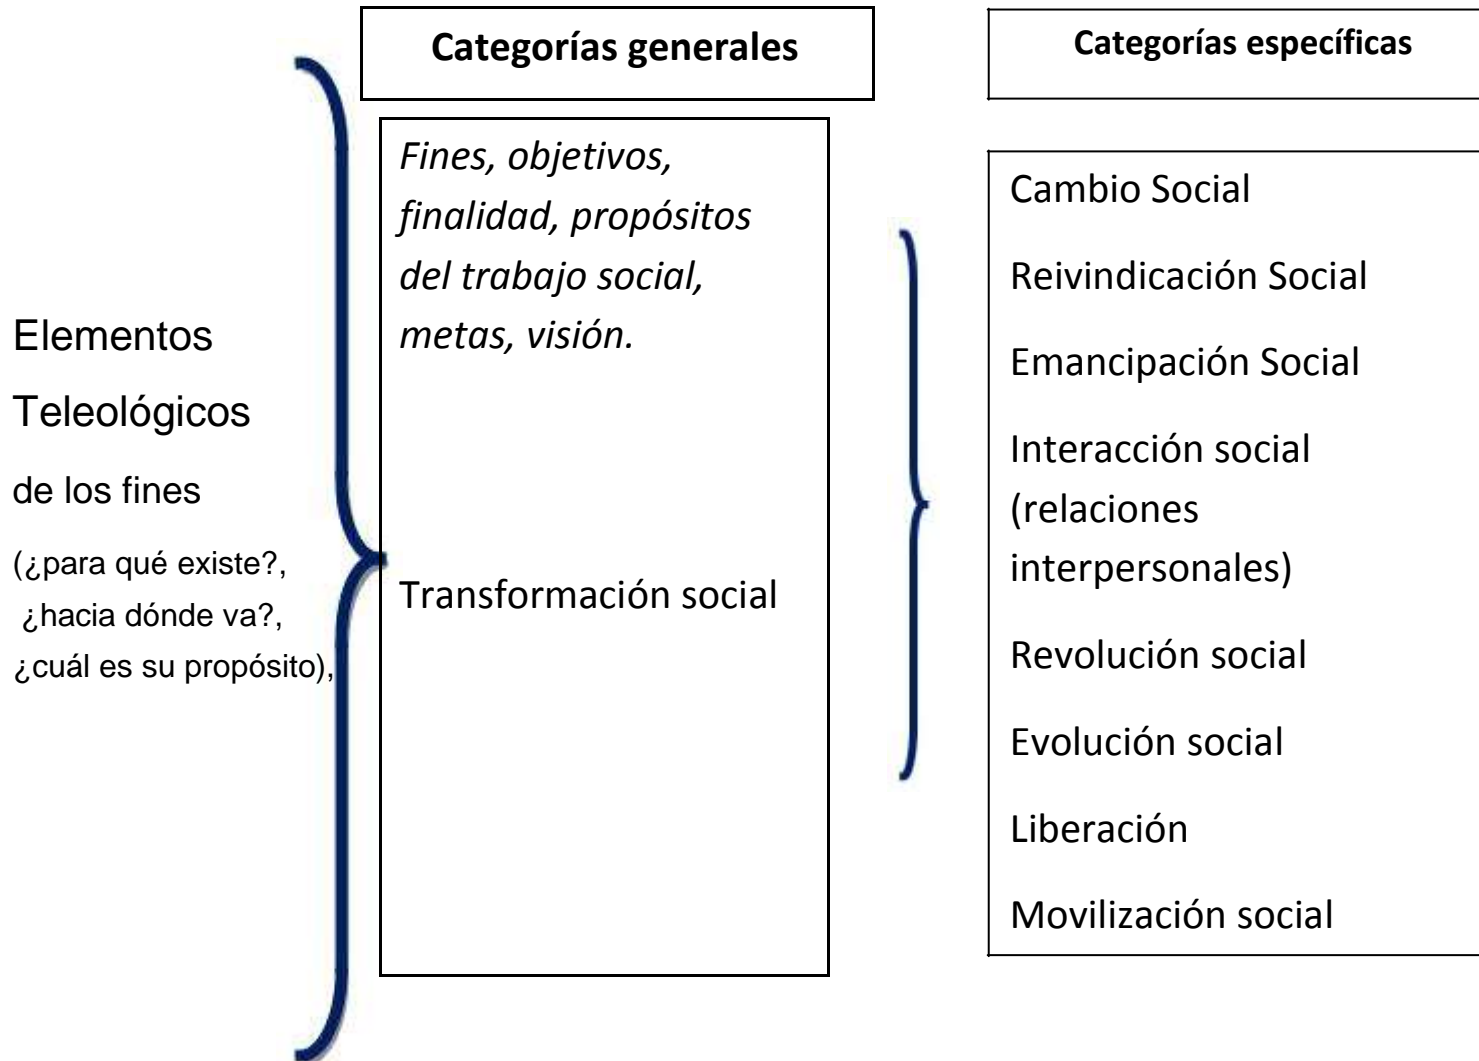 Categorías generales
Categorías específicas
Elementos
Teleológicos
de los fines
(¿para qué existe?,
¿hacia dónde va?,
¿cuál es su propósito),
Fines, objetivos,
finalidad, propósitos
del trabajo social,
metas, visión.
Transformación social
Cambio Social
Reivindicación Social
Emancipación Social
Interacción social
(relaciones
interpersonales)
Revolución social
Evolución social
Liberación
Movilización social